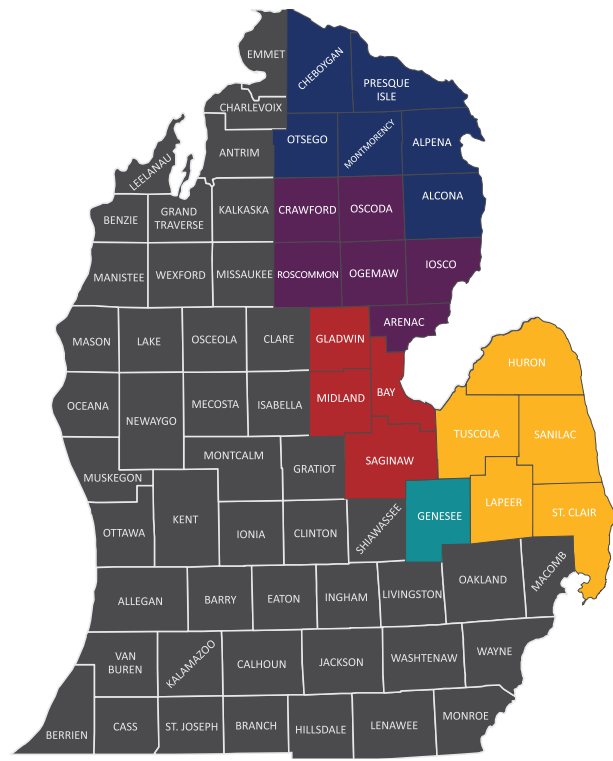 EMMET
CHEBOYGAN
PRESQUE
ISLE
CHARLEVOIX
OTSEGO
MONTMORENCY
ALPENA
ANTRIM
LEELANAU
ALCONA
BENZIE
GRAND
TRAVERSE
KALKASKA
CRAWFORD
OSCODA
MANISTEE
WEXFORD
MISSAUKEE
ROSCOMMON
OGEMAW
IOSCO
ARENAC
MASON
LAKE
OSCEOLA
CLARE
GLADWIN
HURON
OCEANA
NEWAYGO
MECOSTA
ISABELLA
MIDLAND
BAY
TUSCOLA
SANILAC
MUSKEGON
MONTCALM
GRATIOT
SAGINAW
OTTAWA
KENT
IONIA
CLINTON
SHIAWASSEE
GENESEE
LAPEER
ST. CLAIR
ALLEGAN
BARRY
EATON
INGHAM
LIVINGSTON
OAKLAND
MACOMB
VAN
BUREN
KALAMAZOO
CALHOUN
JACKSON
WASHTENAW
WAYNE
BERRIEN
CASS
ST. JOSEPH
BRANCH
HILLSDALE
LENAWEE
MONROE